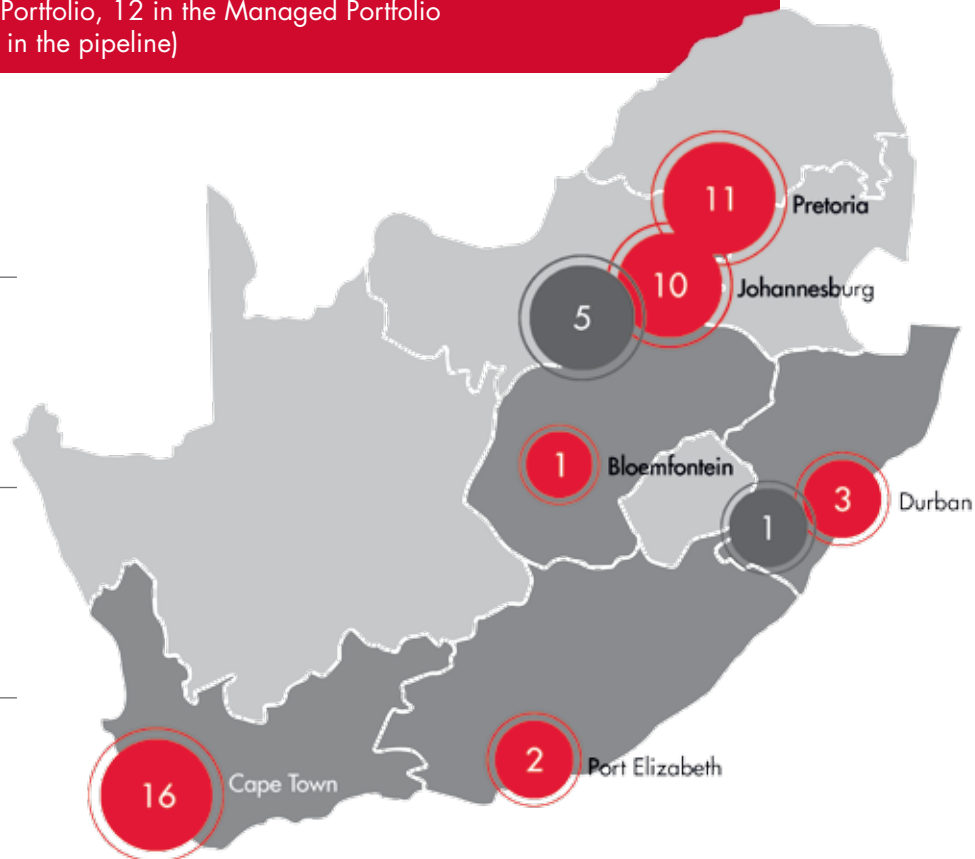 Portfolio, 12 in the Managed Portfolio
in the pipeline)
11
Pretoria
10
Johannesburg
5
1
Bloemfontein
3
Durban
1
2
Port Elizabeth
16
Cape Town